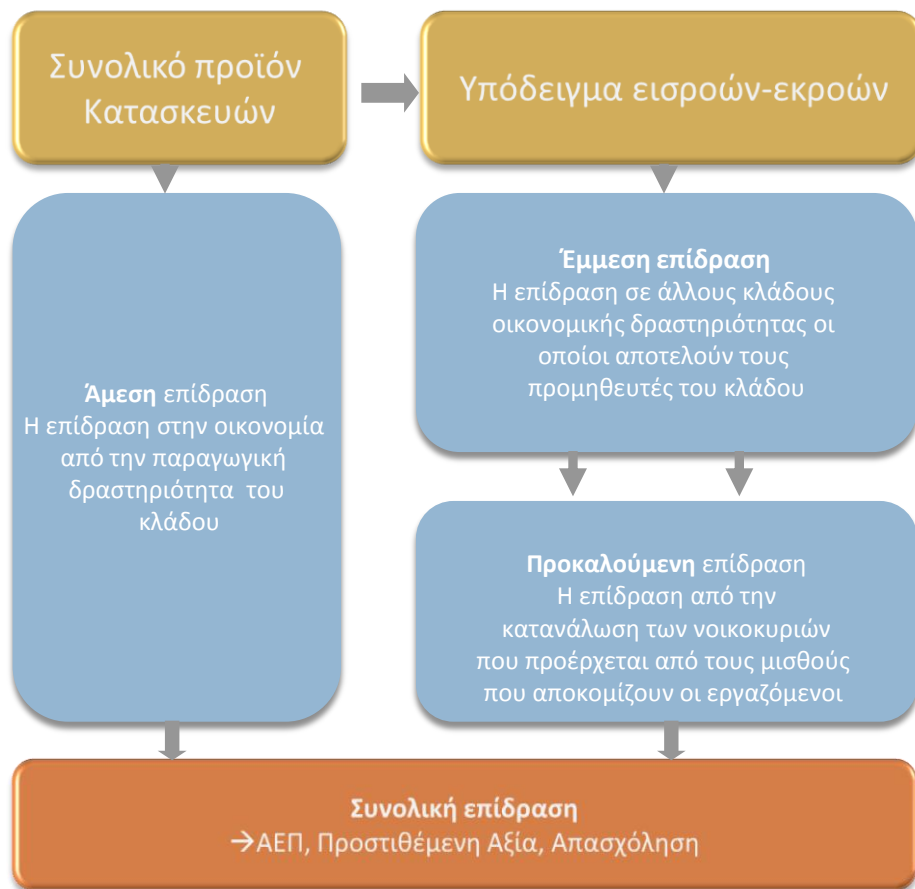 Συνολικό προϊόν
Κατασκευών
Υπόδειγμα εισροών-εκροών
Άμεση επίδραση
Η επίδραση στην οικονομία
από την παραγωγική
δραστηριότητα του
κλάδου
Έμμεση επίδραση
Η επίδραση σε άλλους κλάδους
οικονομικής δραστηριότητας οι
οποίοι αποτελούν τους
προμηθευτές του κλάδου
Προκαλούμενη επίδραση
Η επίδραση από την
κατανάλωση των νοικοκυριών
που προέρχεται από τους μισθούς
που αποκομίζουν οι εργαζόμενοι
Συνολική επίδραση
→ΑΕΠ, Προστιθέμενη Αξία, Απασχόληση